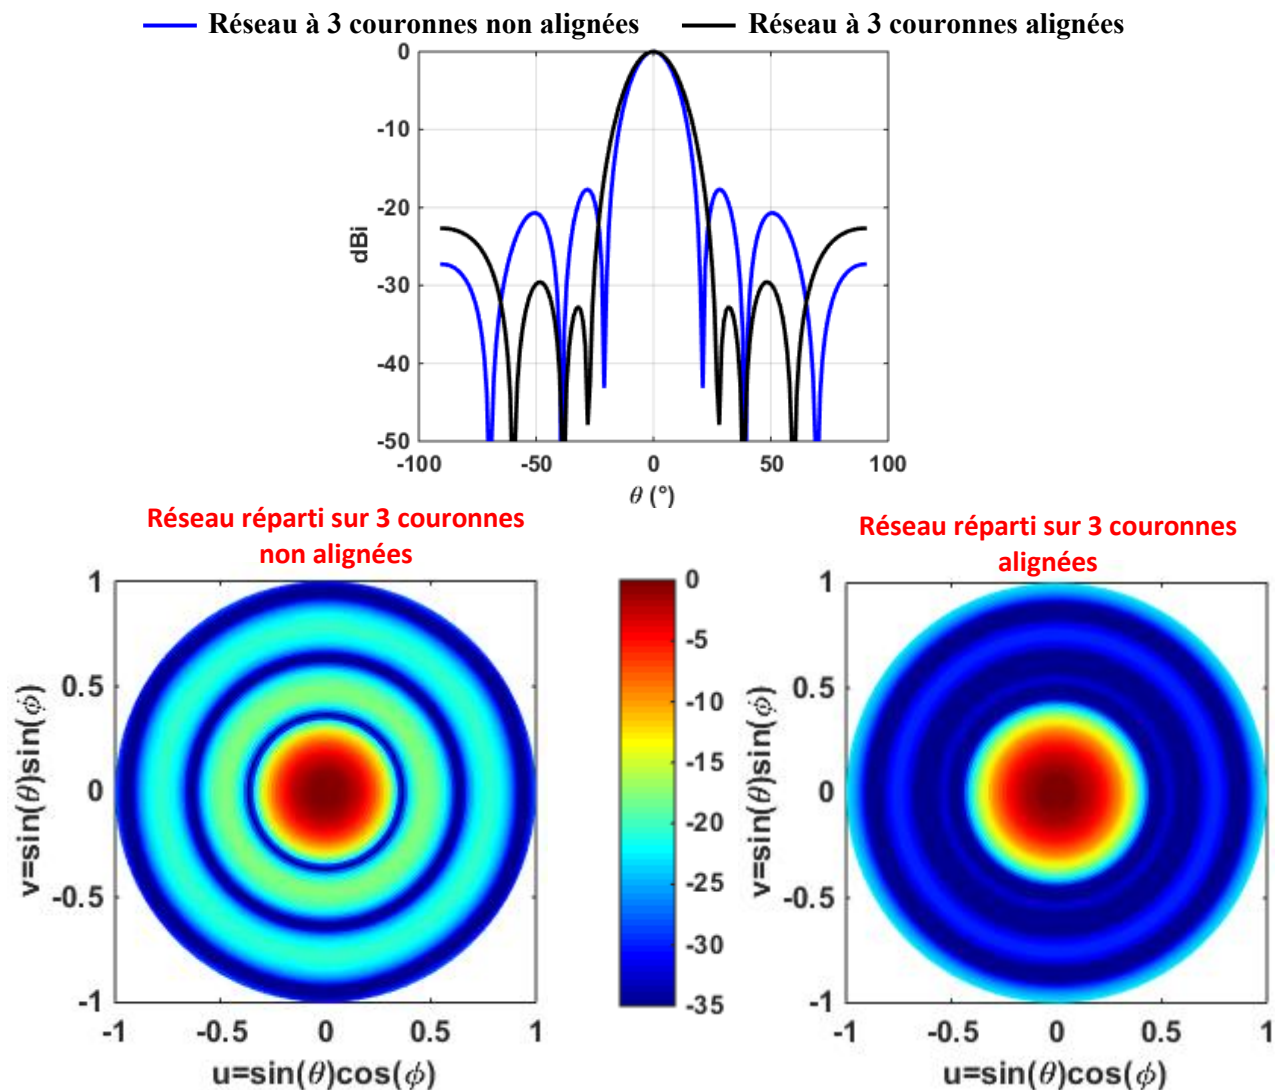 Réseau à 3 couronnes non alignées Réseau à 3 couronnes alignées
0
-10
-20
-30
-40
-50
dBi
-100 -50 0 50 100
θ (°)
Réseau réparti sur 3 couronnes
non alignées
1
0.5
0
-0.5
-1
v=sin(θ)sin(ϕ)
-1 -0.5 0 0.5 1
u=sin(θ)cos(ϕ)
0
-5
-10
-15
-20
-25
-30
-35
Réseau réparti sur 3 couronnes
alignées
1
0.5
0
-0.5
-1
v=sin(θ)sin(ϕ)
-1 -0.5 0 0.5 1
u=sin(θ)cos(ϕ)